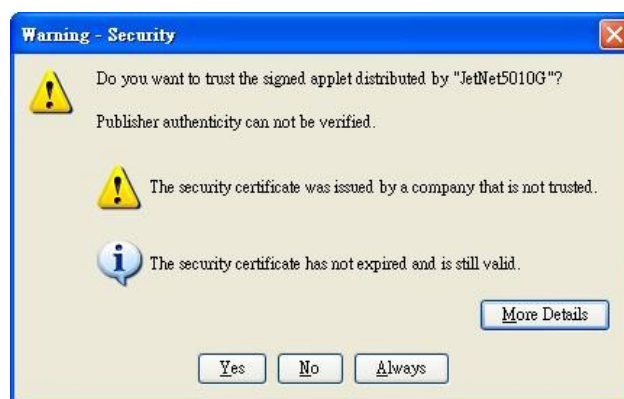 Warning - Security
Do you want to trust the signed applet distributed by "JetNet5010G"?
Publisher authenticity can not be verified.
The security certificate was issued by a company that is not trusted.
The security certificate has not expired and is still valid.
More Details
Yes No Always